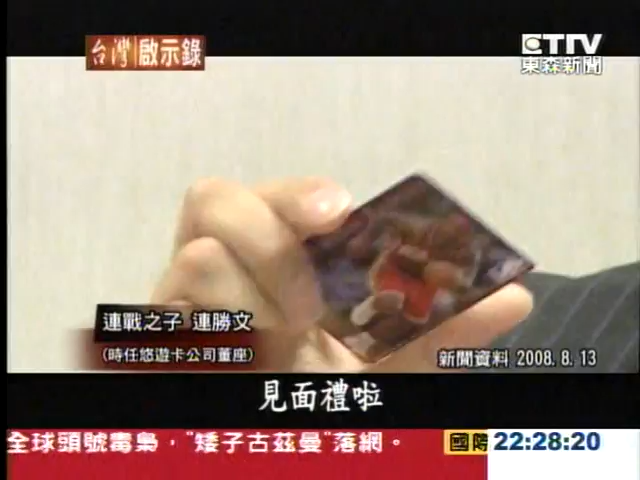 台灣啟示錄
ETTV
東森新聞
連戰之子 連勝文
(時任悠遊卡公司董座)
新聞資料 2008.8.13
見面禮啦
全球頭號毒梟，"矮子古茲曼"落網。
國際
22:28:20